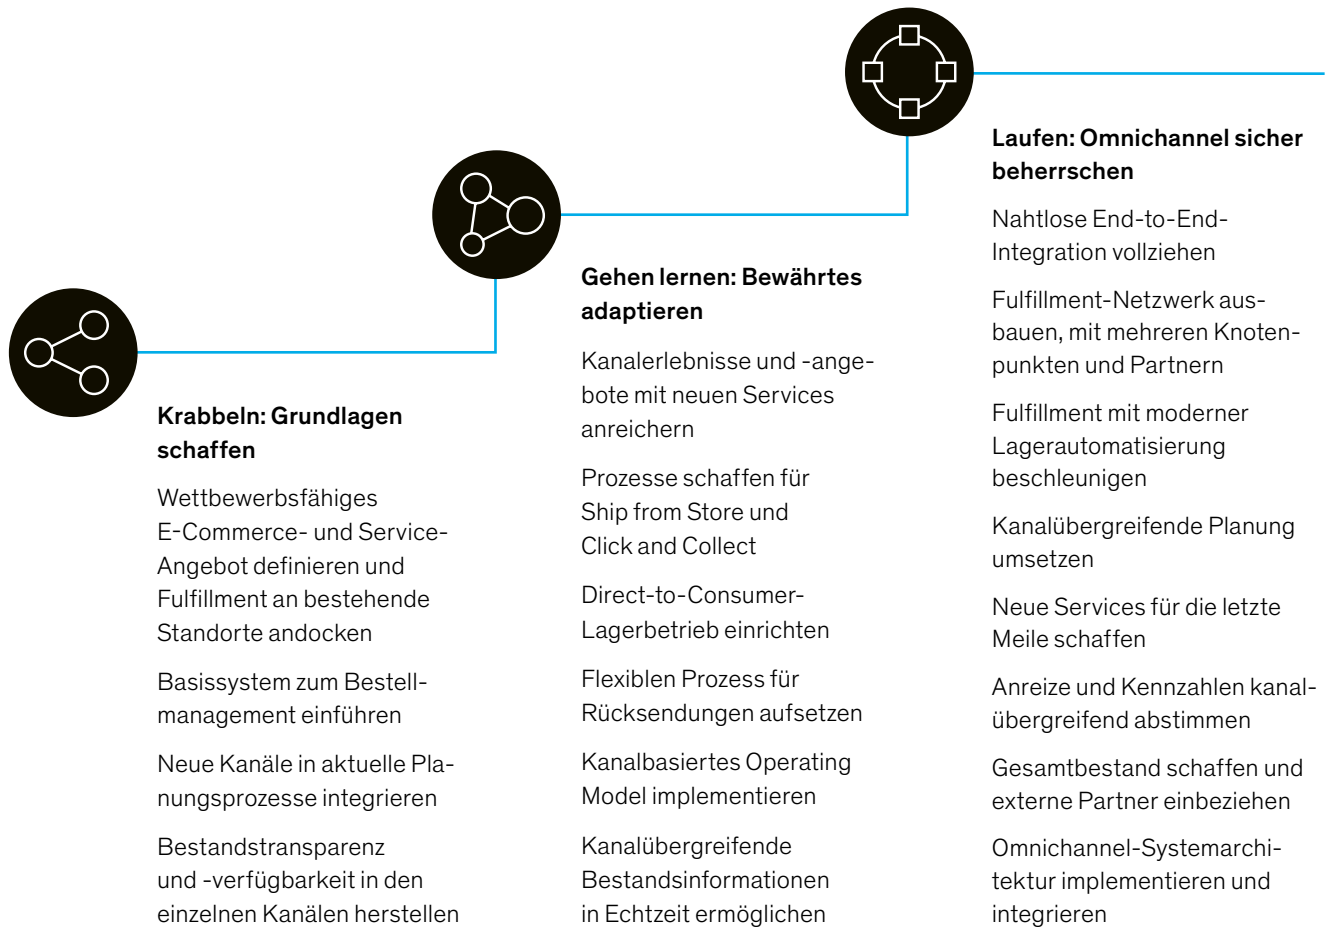 Krabbeln: Grundlagen
schaffen
Wettbewerbsfähiges
E-Commerce- und Service-
Angebot definieren und
Fulfillment an bestehende
Standorte andocken
Basissystem zum Bestell-
management einführen
Neue Kanäle in aktuelle Pla-
nungsprozesse integrieren
Bestandstransparenz
und -verfügbarkeit in den
einzelnen Kanälen herstellen
Gehen lernen: Bewährtes
adaptieren
Kanalerlebnisse und -ange-
bote mit neuen Services
anreichern
Prozesse schaffen für
Ship from Store und
Click and Collect
Direct-to-Consumer-
Lagerbetrieb einrichten
Flexiblen Prozess für
Rücksendungen aufsetzen
Kanalbasiertes Operating
Model implementieren
Kanalübergreifende
Bestandsinformationen
in Echtzeit ermöglichen
Laufen: Omnichannel sicher
beherrschen
Nahtlose End-to-End-
Integration vollziehen
Fulfillment-Netzwerk aus-
bauen, mit mehreren Knoten-
punkten und Partnern
Fulfillment mit moderner
Lagerautomatisierung
beschleunigen
Kanalübergreifende Planung
umsetzen
Neue Services für die letzte
Meile schaffen
Anreize und Kennzahlen kanal-
übergreifend abstimmen
Gesamtbestand schaffen und
externe Partner einbeziehen
Omnichannel-Systemarchi-
tektur implementieren und
integrieren